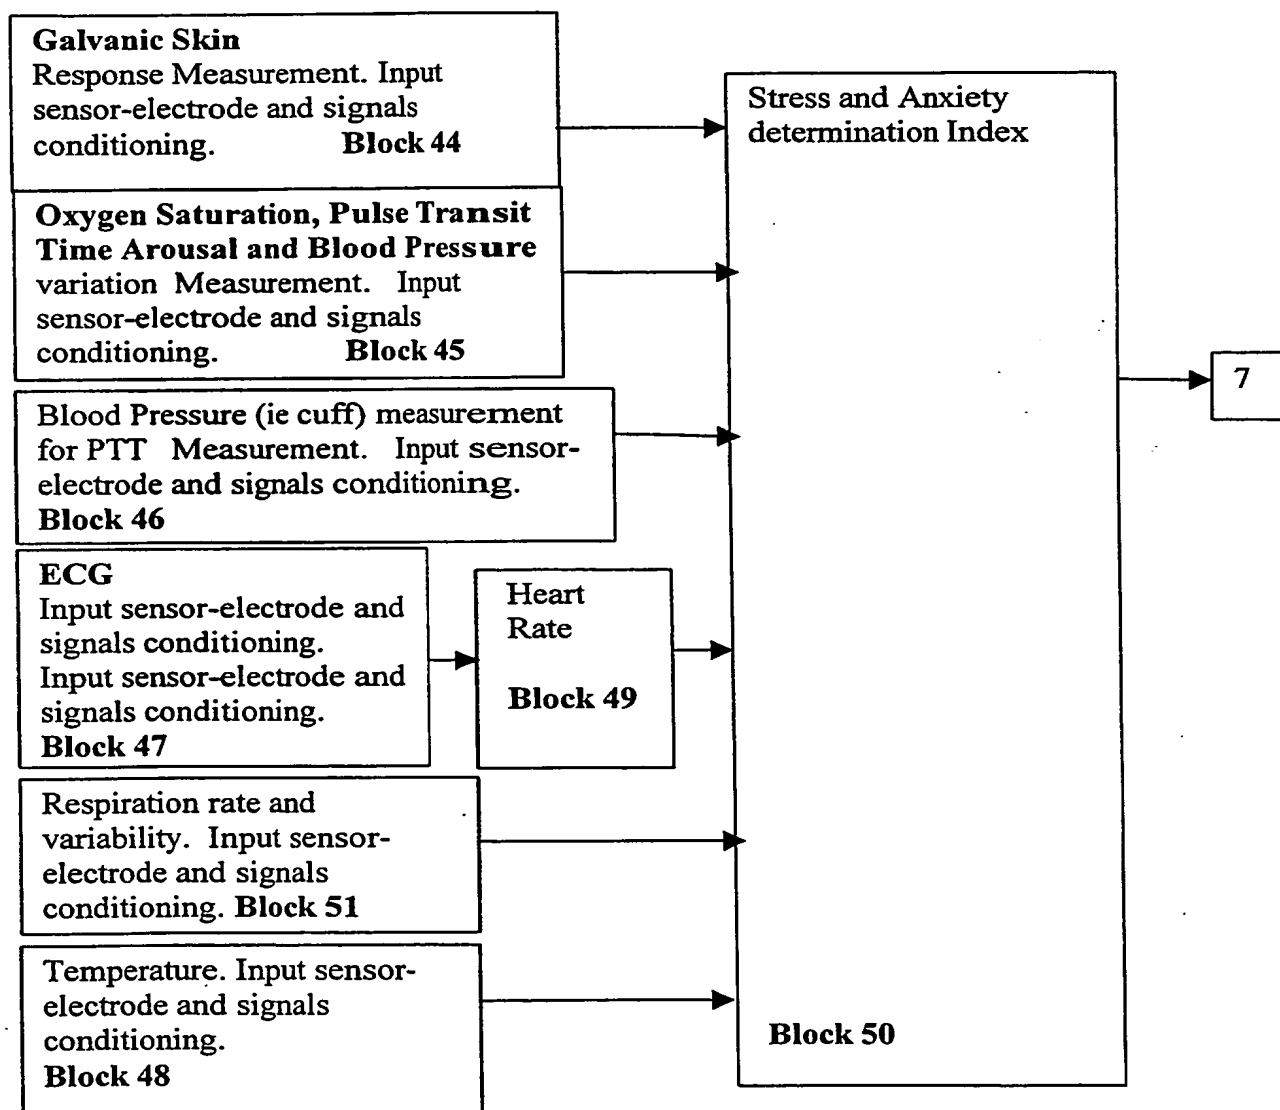 Galvanic Skin
Response Measurement. Input
sensor-electrode and signals
conditioning. Block 44
Oxygen Saturation, Pulse Transit
Time Arousal and Blood Pressure
variation Measurement. Input
sensor-electrode and signals
conditioning. Block 45
Blood Pressure (ie cuff) measurement
for PTT Measurement. Input sensor-
electrode and signals conditioning.
Block 46
ECG
Input sensor-electrode and
signals conditioning.
Input sensor-electrode and
signals conditioning.
Block 47
Heart
Rate
Block 49
Respiration rate and
variability. Input sensor-
electrode and signals
conditioning. Block 51
Temperature. Input sensor-
electrode and signals
conditioning.
Block 48
Stress and Anxiety
determination Index
Block 50
7